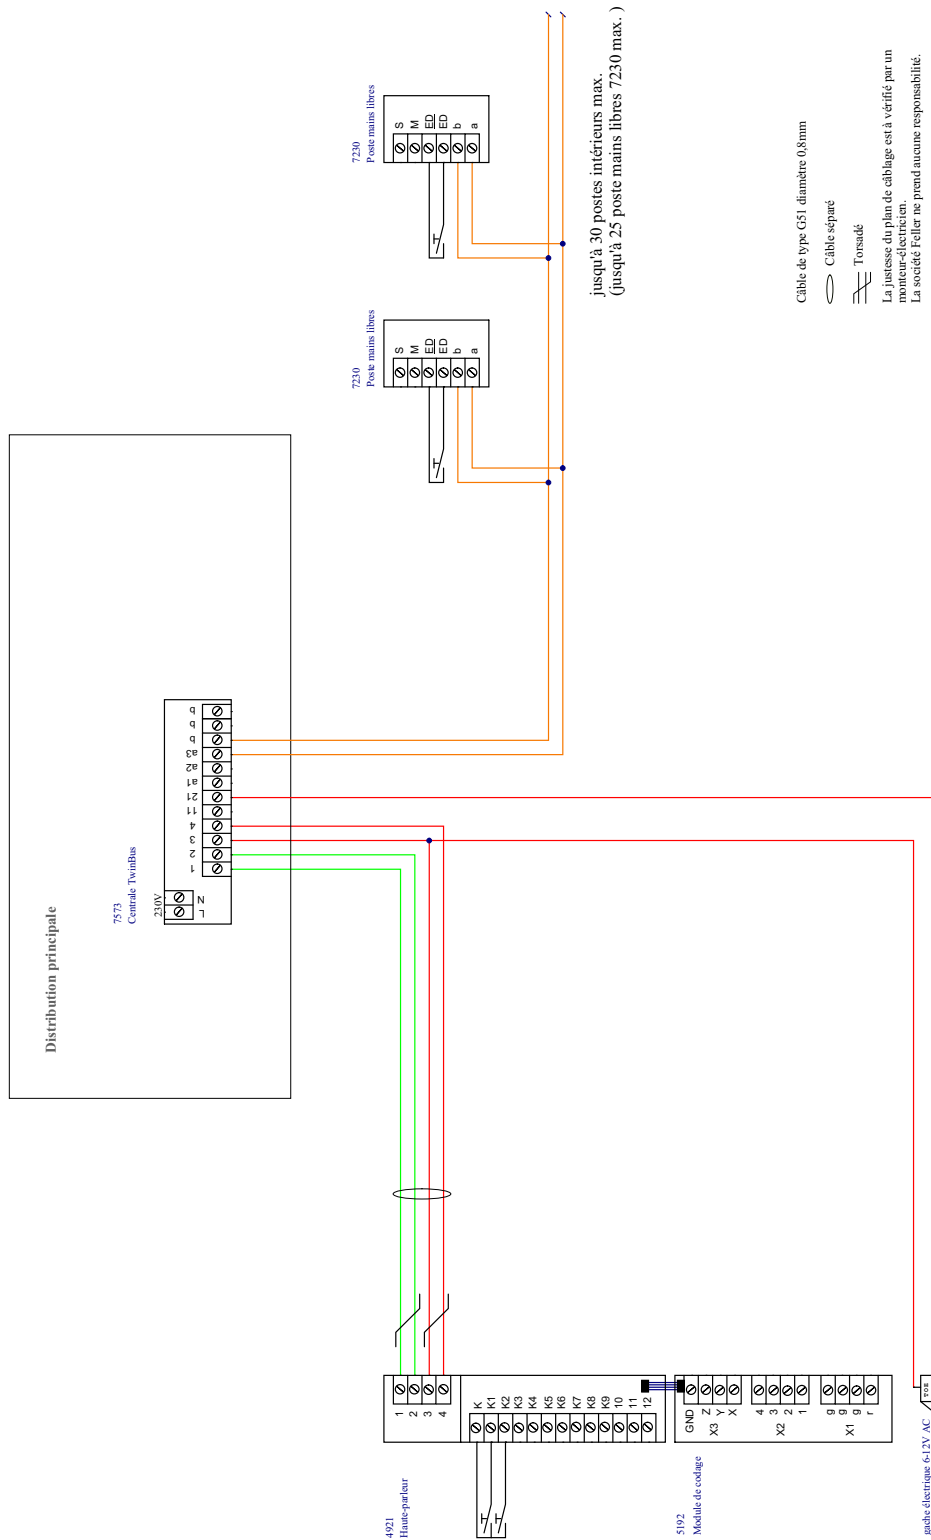 Distribution principale
7573
Centrale TwinBus
230V
L
N
1
2
3
4
11
21
a1
a2
a3
b
b
b
7230
Poste mains libres
S
M
ED
ED
b
a
7230
Poste mains libres
S
M
ED
ED
b
a
jusqu'à 30 postes intérieurs max.
(jusqu'à 25 poste mains libres 7230 max. )
4921
Haute-parleur
1
2
3
4
K
K1
K2
K3
K4
K5
K6
K7
K8
K9
10
11
12
5192
Module de codage
GND
Z
Y
X
X3
4
3
2
1
X2
g
g
g
r
X1
gache électrique 6-12V AC
TOE
Câble de type G51 diamètre 0,8mm
Câble séparé
Torsadé
La justesse du plan de câblage est à vérifié par un
monteur-électricien.
La société Feller ne prend aucune responsabilité.